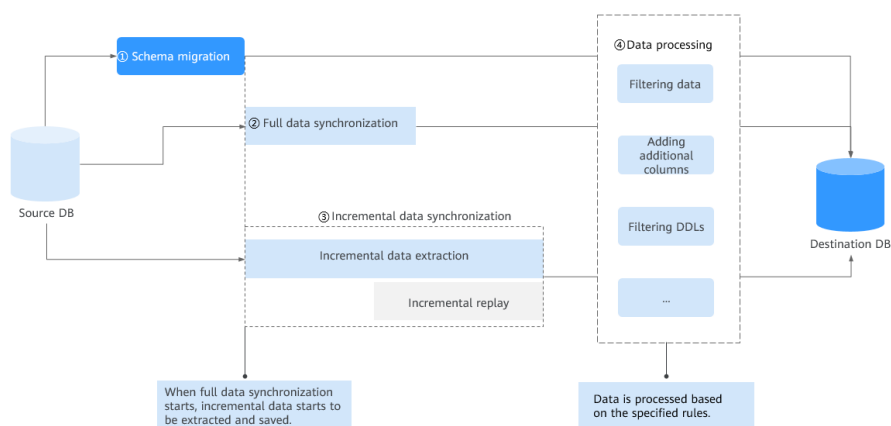 ① Schema migration
④Data processing
Filtering data
② Full data synchronization
Adding
additional
columns
Source DB
③ Incremental data synchronization
Filtering DDLs
Destination DB
Incremental data extraction
Incremental replay
...
When full data synchronization
starts, incremental data starts to
be extracted and saved.
Data is processed based
on the specified rules.